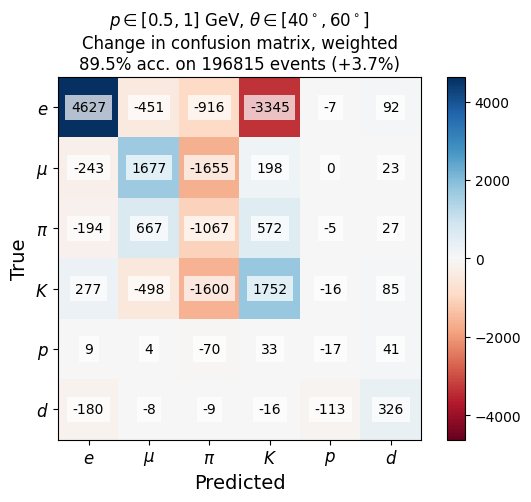 p ∈ [0.5, 1] GeV, θ ∈ [40°, 60°]
Change in confusion matrix, weighted
89.5% acc. on 196815 events (+3.7%)
e 4627 -451 -916 -3345 -7 92
μ -243 1677 -1655 198 0 23
π -194 667 -1067 572 -5 27
K 277 -498 -1600 1752 -16 85
p 9 4 -70 33 -17 41
d -180 -8 -9 -16 -113 326
e μ π K p d
Predicted
True
4000
2000
0
−2000
−4000